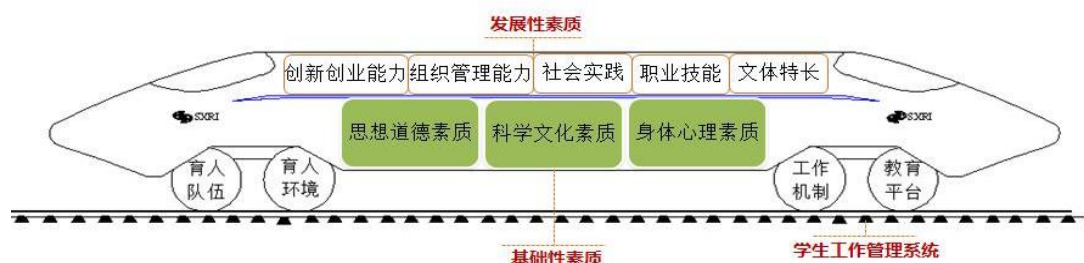 发展性素质
创新创业能力 组织管理能力 社会实践 职业技能 文体特长
SXRI SXRI
思想道德素质 科学文化素质 身体心理素质
育人
队伍
育人
环境
工作
机制
教育
平台
基础性素质
学生工作管理系统